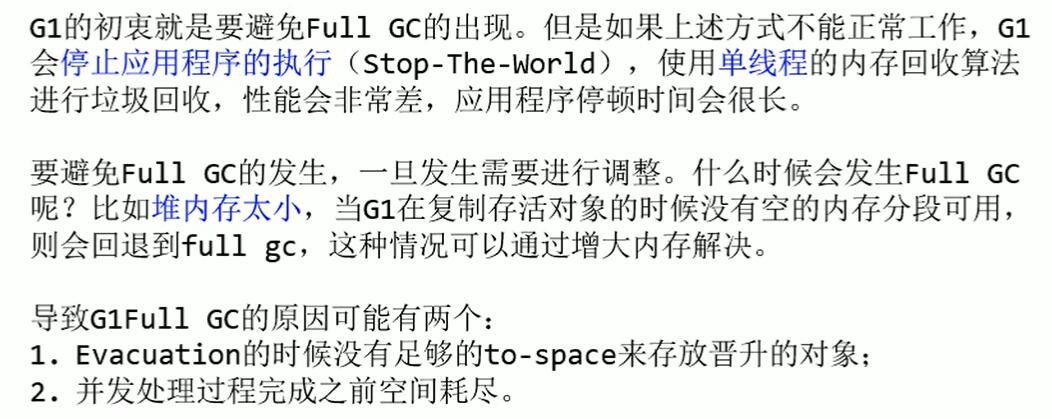 G1的初衷就是要避免Full GC的出现。但是如果上述方式不能正常工作，G1
会停止应用程序的执行（Stop-The-World），使用单线程的内存回收算法
进行垃圾回收，性能会非常差，应用程序停顿时间会很长。
要避免Full GC的发生，一旦发生需要进行调整。什么时候会发生Full GC
呢？比如堆内存太小，当G1在复制存活对象的时候没有空的内存分段可用，
则会回退到full gc，这种情况可以通过增大内存解决。
导致G1Full GC的原因可能有两个：
1. Evacuation的时候没有足够的to-space来存放晋升的对象；
2. 并发处理过程完成之前空间耗尽。